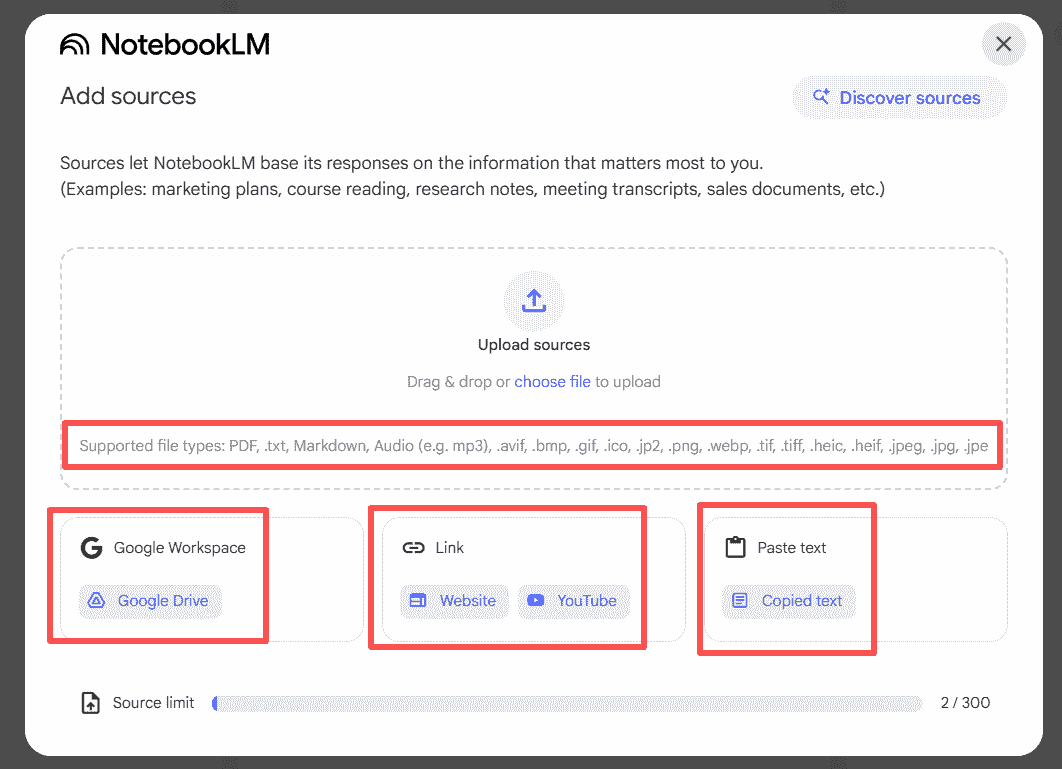 NotebookLM
Add sources
Discover sources
Sources let NotebookLM base its responses on the information that matters most to you.
(Examples: marketing plans, course reading, research notes, meeting transcripts, sales documents, etc.)
Upload sources
Drag & drop or choose file to upload
Supported file types: PDF, .txt, Markdown, Audio (e.g. mp3), .avif, .bmp, .gif, .ico, .jp2, .png, .webp, .tif, .tiff, .heic, .heif, .jpeg, .jpg, .jpe
Google Workspace
Google Drive
Link
Website
YouTube
Paste text
Copied text
Source limit
2 / 300